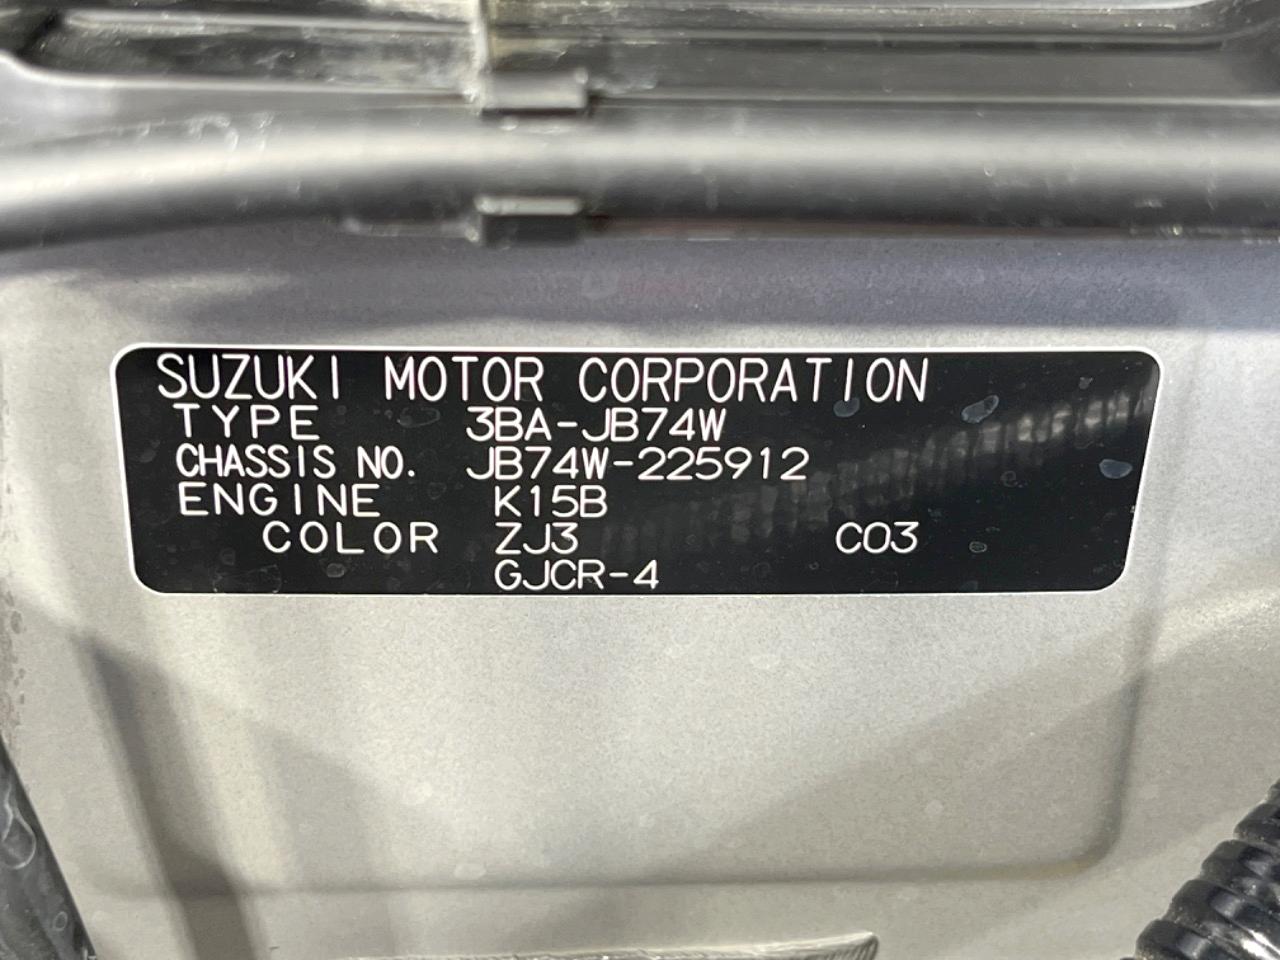 SUZUKI MOTOR CORPORATION
TYPE 3BA-JB74W
CHASSIS NO. JB74W-225912
ENGINE K15B
COLOR ZJ3 C03
GJCR-4